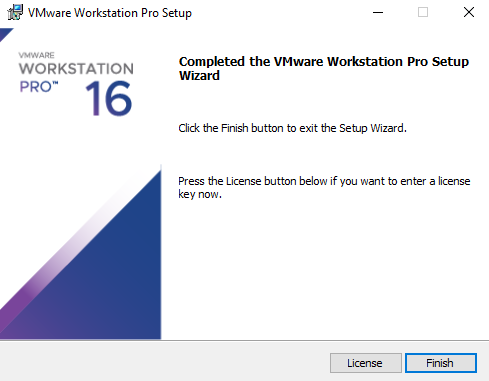 VMware Workstation Pro Setup
VMWARE
WORKSTATION
PRO™ 16
Completed the VMware Workstation Pro Setup
Wizard
Click the Finish button to exit the Setup Wizard.
Press the License button below if you want to enter a license
key now.
License Finish